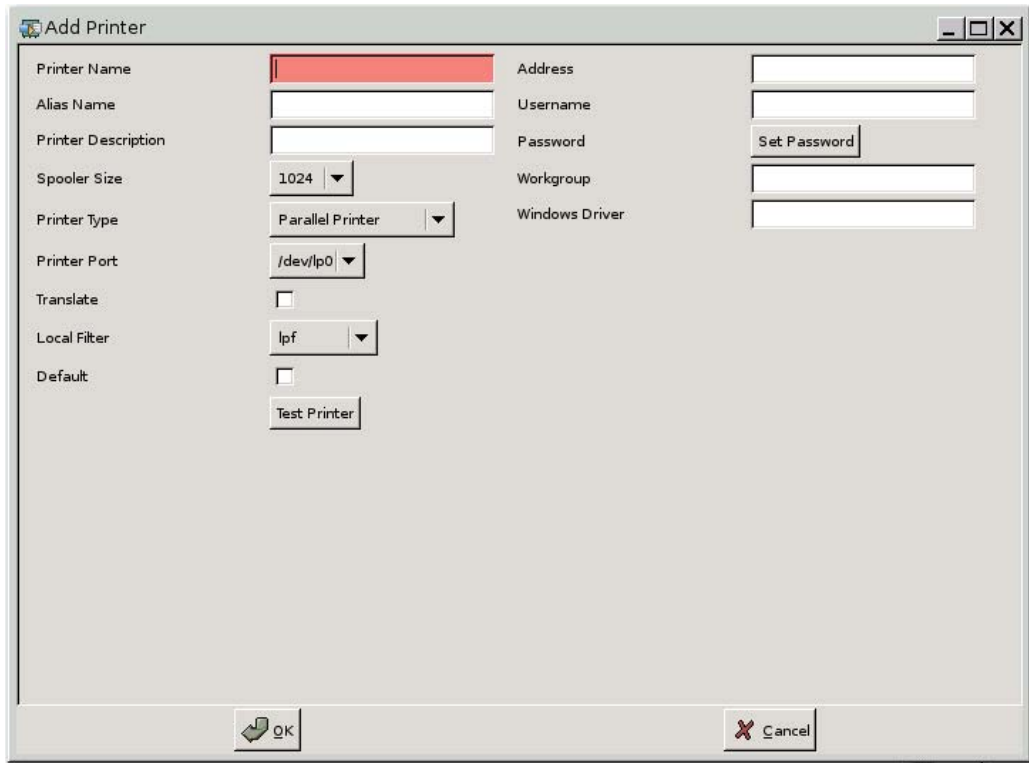 Add Printer
Printer Name
Alias Name
Printer Description
Spooler Size 1024
Printer Type Parallel Printer
Printer Port /dev/lp0
Translate
Local Filter lpf
Default
Test Printer
Address
Username
Password Set Password
Workgroup
Windows Driver
OK
Cancel